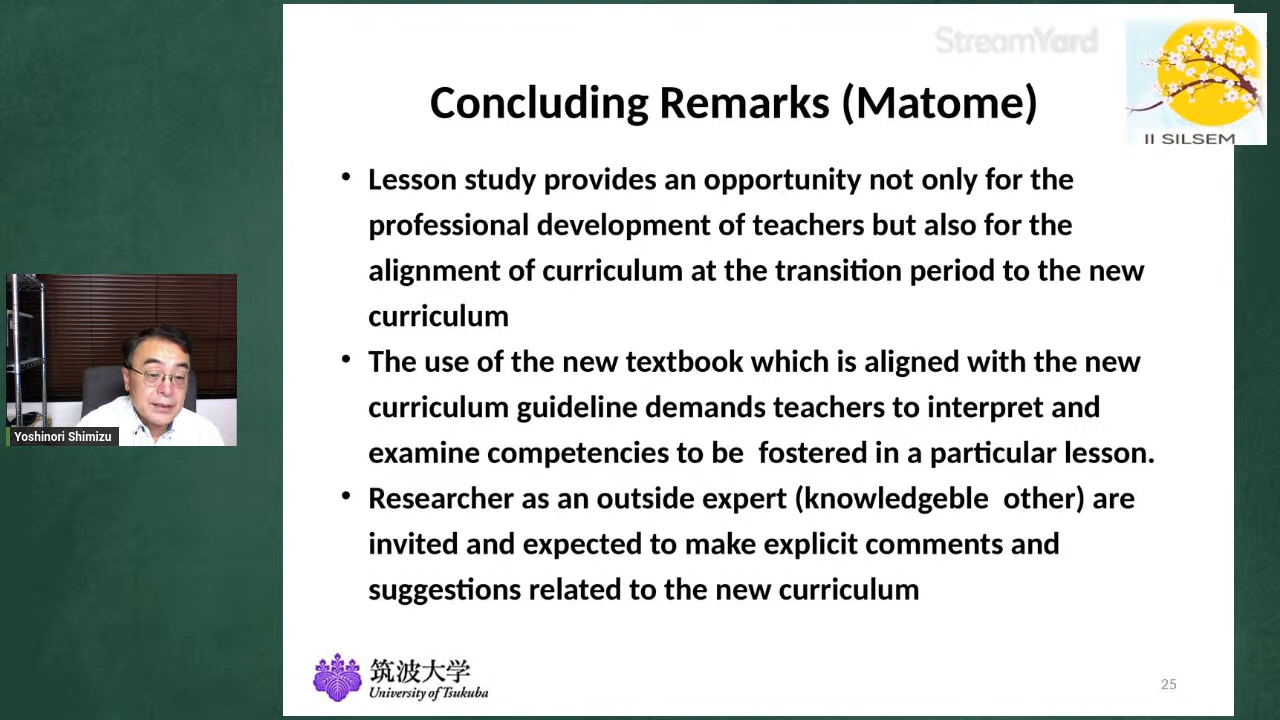 StreamYard
II SILSEM
Concluding Remarks (Matome)
• Lesson study provides an opportunity not only for the
professional development of teachers but also for the
alignment of curriculum at the transition period to the new
curriculum
• The use of the new textbook which is aligned with the new
curriculum guideline demands teachers to interpret and
examine competencies to be  fostered in a particular lesson.
• Researcher as an outside expert (knowledgeble  other) are
invited and expected to make explicit comments and
suggestions related to the new curriculum
Yoshinori Shimizu
筑波大学
University of Tsukuba
25